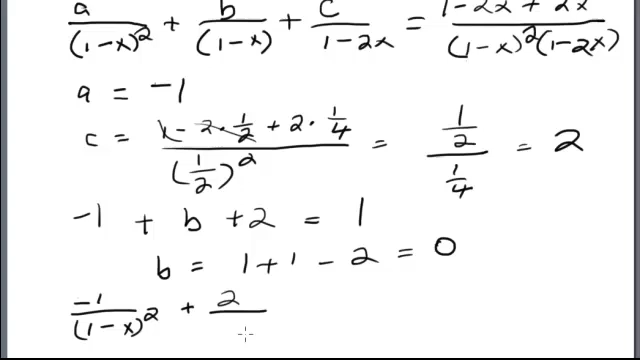 a/(1-x)² + b/(1-x) + c/(1-2x) = (1-2x+2x)/((1-x)²(1-2x))
a = -1
c = (1 - 2·1/2 + 2·1/4)/(1/2)² = (1/2)/(1/4) = 2
-1 + b + 2 = 1
b = 1 + 1 - 2 = 0
-1/(1-x)² + 2/